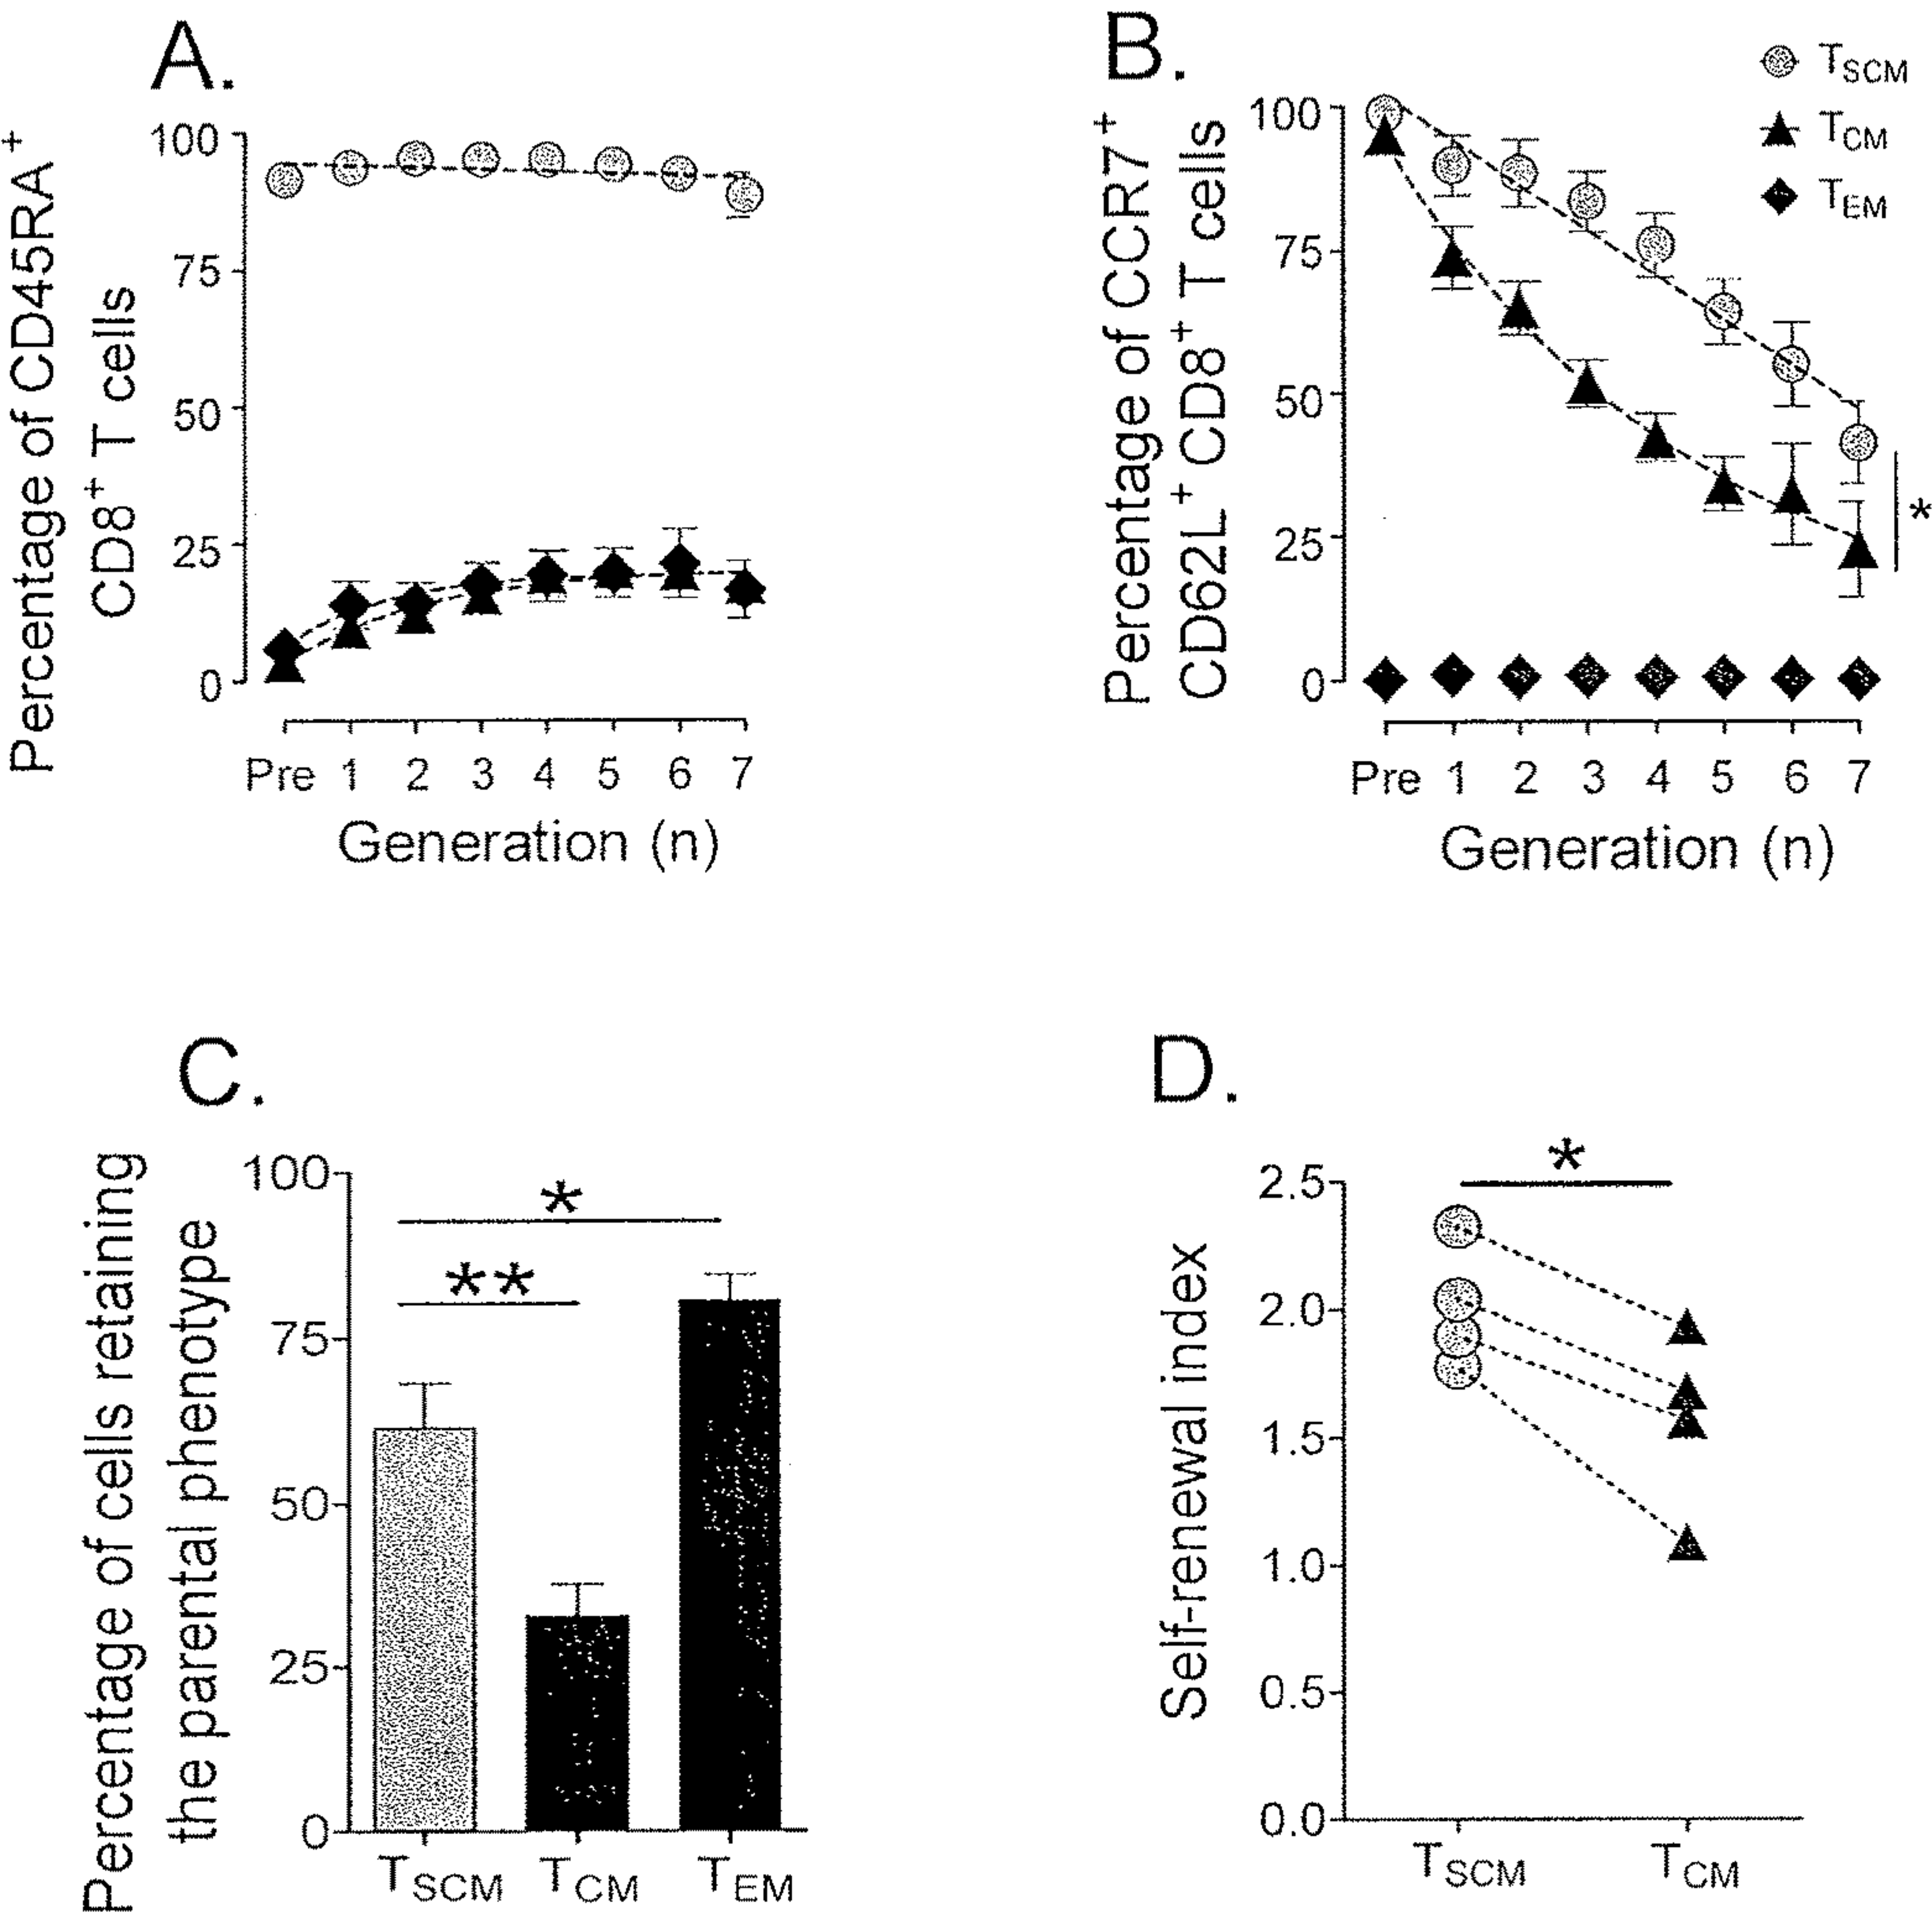 A.
Percentage of CD45RA⁺
CD8⁺ T cells
100
75
50
25
0
Pre 1 2 3 4 5 6 7
Generation (n)
B.
Percentage of CCR7⁺
CD62L⁺ CD8⁺ T cells
100
75
50
25
0
Pre 1 2 3 4 5 6 7
Generation (n)
TSCM
TCM
TEM
*
C.
Percentage of cells retaining
the parental phenotype
100
75
50
25
0
*
**
TSCM TCM TEM
D.
Self-renewal index
2.5
2.0
1.5
1.0
0.5
0.0
*
TSCM TCM